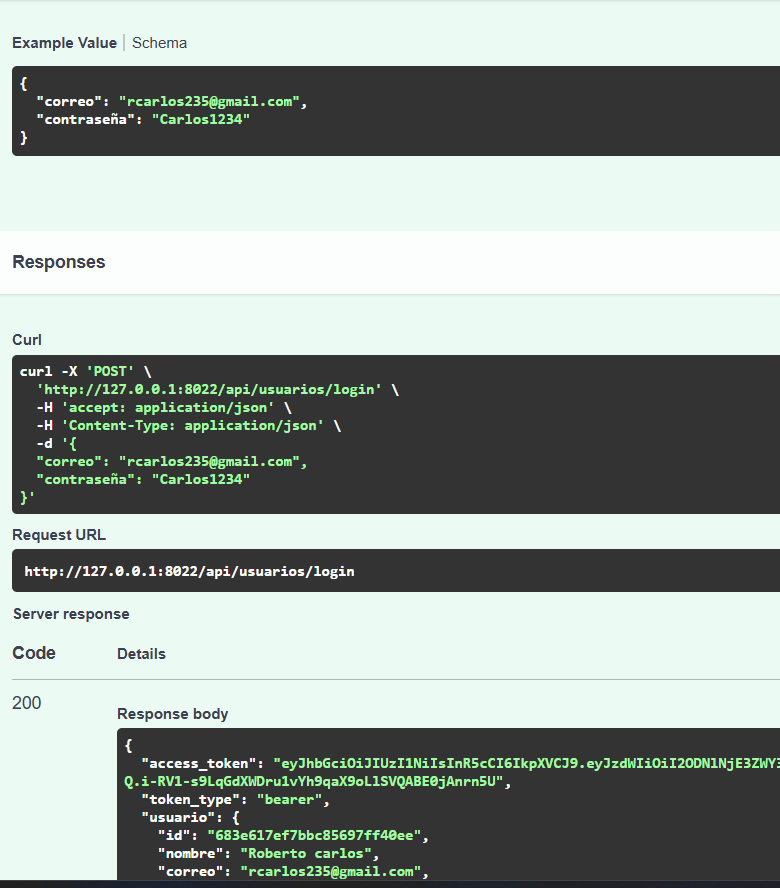 Example Value | Schema
{
"correo": "rcarlos235@gmail.com",
"contraseña": "Carlos1234"
}
Responses
Curl
curl -X 'POST' \
'http://127.0.0.1:8022/api/usuarios/login' \
-H 'accept: application/json' \
-H 'Content-Type: application/json' \
-d '{
"correo": "rcarlos235@gmail.com",
"contraseña": "Carlos1234"
}'
Request URL
http://127.0.0.1:8022/api/usuarios/login
Server response
Code Details
200
Response body
{
"access_token": "eyJhbGciOiJIUzI1NiIsInR5cCI6IkpXVCJ9.eyJzdWIiOiI2ODNlNjE3ZWY3
Q.i-RV1-s9LqGdXWDru1vYh9qaX9oLlSVQABE0jAnrn5U",
"token_type": "bearer",
"usuario": {
"id": "683e617ef7bbc85697ff40ee",
"nombre": "Roberto carlos",
"correo": "rcarlos235@gmail.com",